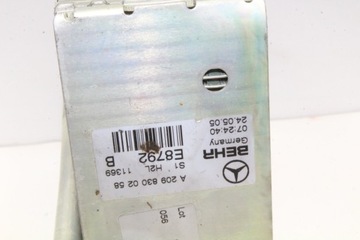 BEHR
Germany
07:24:40
24.05.05
A 209 830 02 58
S1 H2L 11369
E8792
B
Lot
056